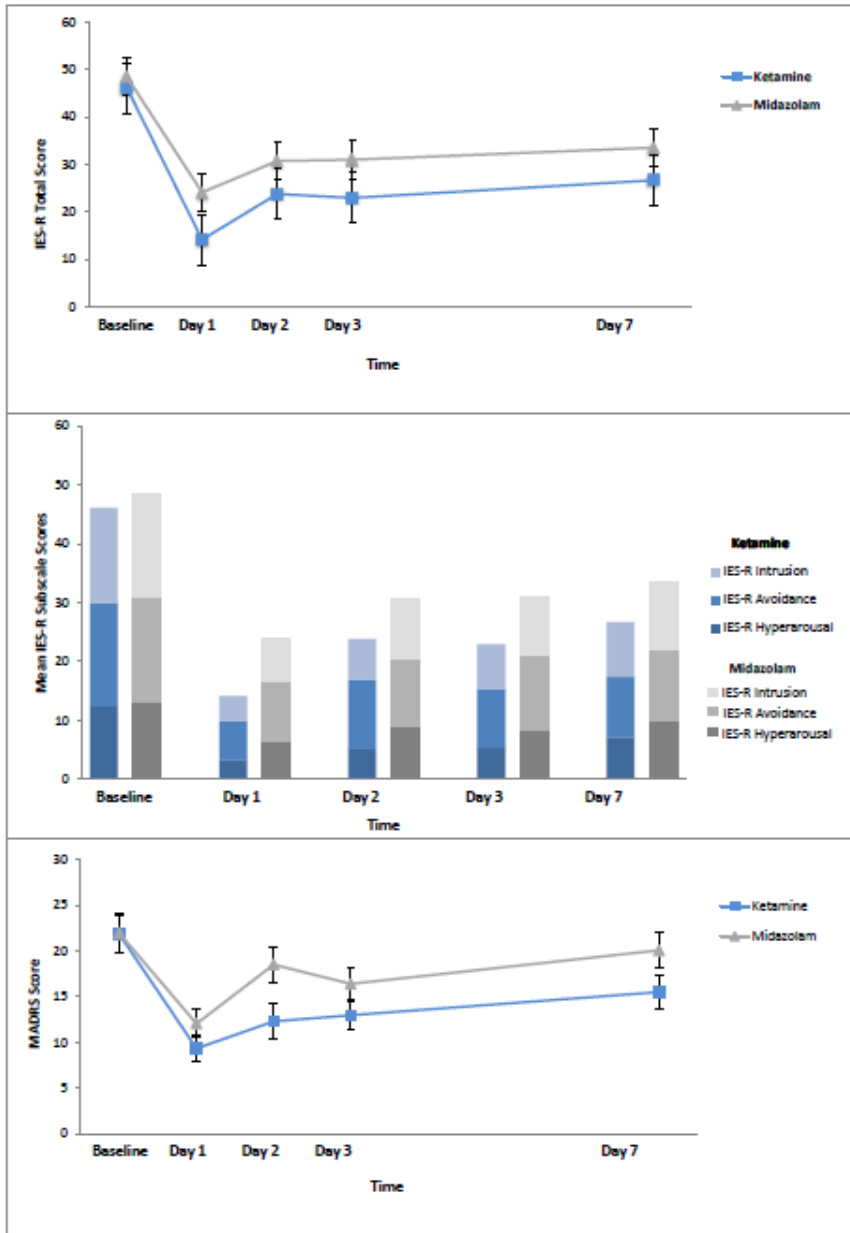 60
50
40
30
20
10
0
IES-R Total Score
Ketamine
Midazolam
Baseline Day 1 Day 2 Day 3 Day 7
Time
60
50
40
30
20
10
0
Mean IES-R Subscale Scores
Ketamine
IES-R Intrusion
IES-R Avoidance
IES-R Hyperarousal
Midazolam
IES-R Intrusion
IES-R Avoidance
IES-R Hyperarousal
Baseline Day 1 Day 2 Day 3 Day 7
Time
30
25
20
15
10
5
0
MADRS Score
Ketamine
Midazolam
Baseline Day 1 Day 2 Day 3 Day 7
Time